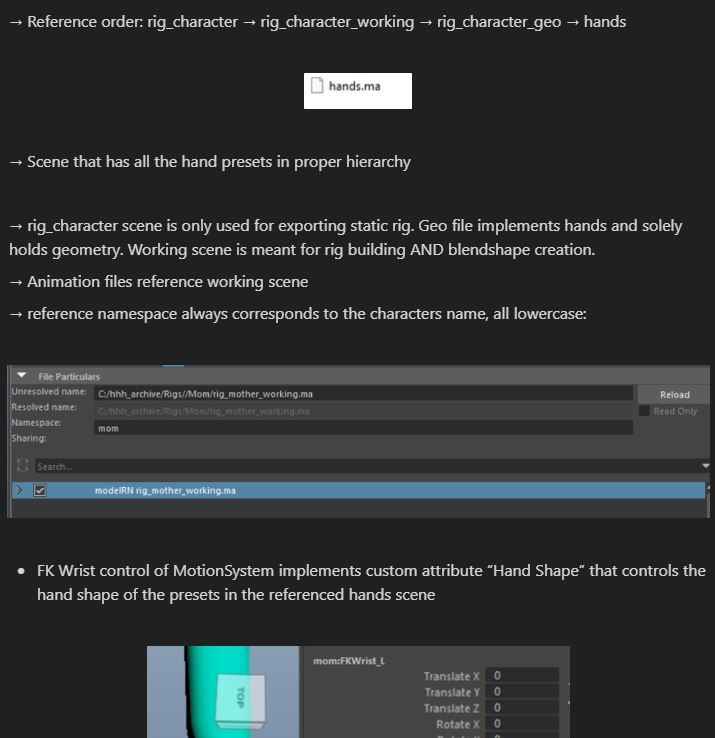 → Reference order: rig_character → rig_character_working → rig_character_geo → hands
hands.ma
→ Scene that has all the hand presets in proper hierarchy
→ rig_character scene is only used for exporting static rig. Geo file implements hands and solely
holds geometry. Working scene is meant for rig building AND blendshape creation.
→ Animation files reference working scene
→ reference namespace always corresponds to the characters name, all lowercase:
File Particulars
Unresolved name: C:/hhh_archive/Rigs//Mom/rig_mother_working.ma Reload
Resolved name: C:/hhh_archive/Rigs/Mom/rig_mother_working.ma Read Only
Namespace: mom
Sharing:
Search...
modelRN rig_mother_working.ma
• FK Wrist control of MotionSystem implements custom attribute “Hand Shape” that controls the
hand shape of the presets in the referenced hands scene
mom:FKWrist_L
TOP
Translate X 0
Translate Y 0
Translate Z 0
Rotate X 0